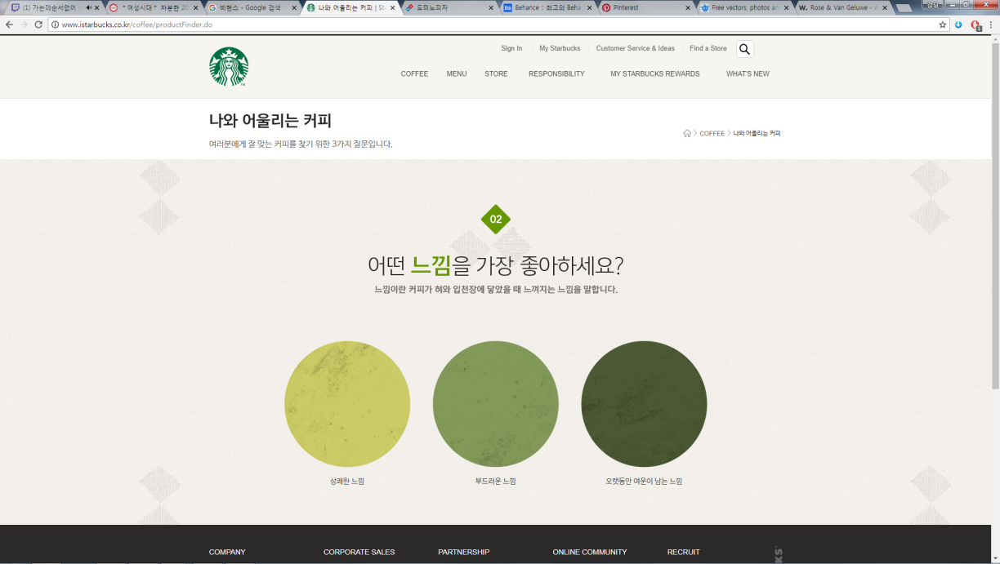 (1) 가는데순서없어
* 여성시대 * 차분한 20
비핸스 - Google 검색
나와 어울리는 커피 | Sta
도미노피자
Behance :: 최고의 Beha
Pinterest
Free vectors, photos an
W. Rose & Van Geluwe - A
www.istarbucks.co.kr/coffee/productFinder.do
Sign In
My Starbucks
Customer Service & Ideas
Find a Store
COFFEE
MENU
STORE
RESPONSIBILITY
MY STARBUCKS REWARDS
WHAT'S NEW
나와 어울리는 커피
여러분에게 잘 맞는 커피를 찾기 위한 3가지 질문입니다.
COFFEE > 나와 어울리는 커피
02
어떤 느낌을 가장 좋아하세요?
느낌이란 커피가 혀와 입천장에 닿았을 때 느껴지는 느낌을 말합니다.
상쾌한 느낌
부드러운 느낌
오랫동안 여운이 남는 느낌
COMPANY
CORPORATE SALES
PARTNERSHIP
ONLINE COMMUNITY
RECRUIT
KS